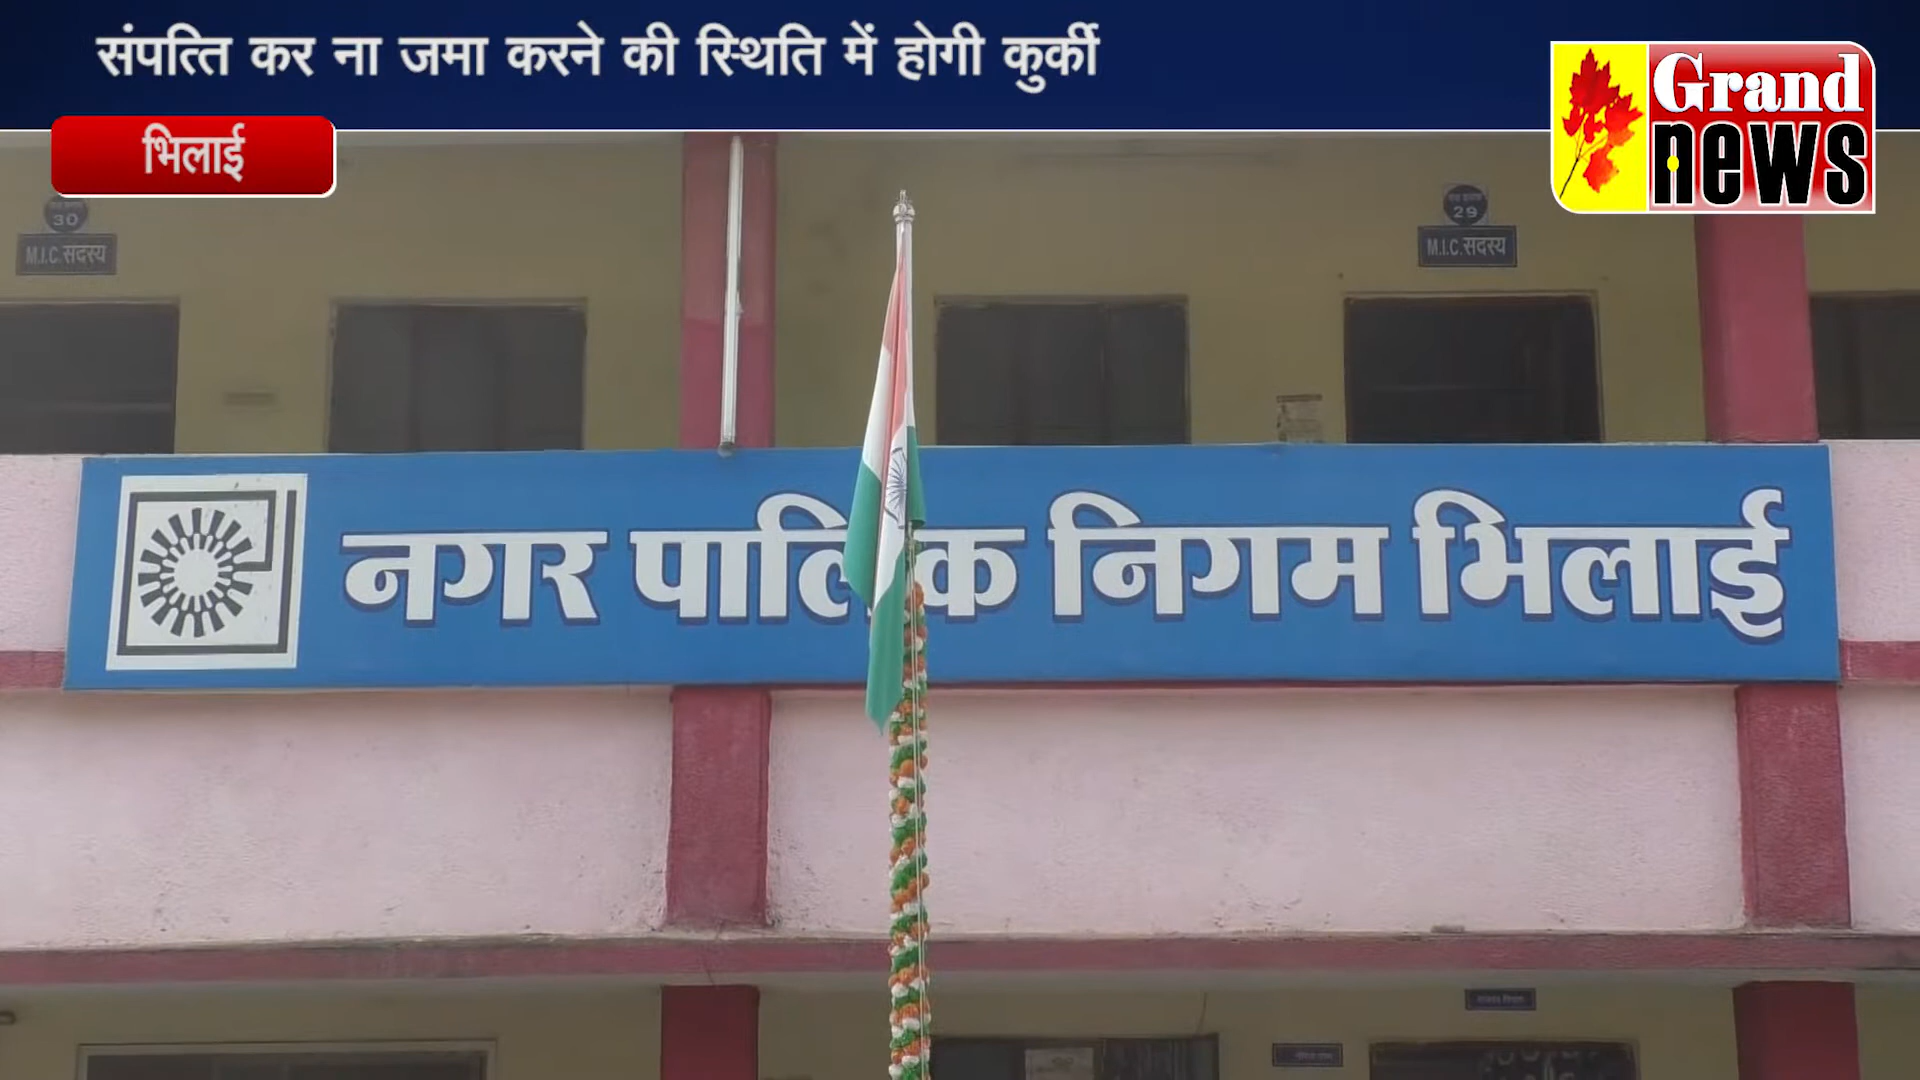 संपत्ति कर ना जमा करने की स्थिति में होगी कुर्की
Grand
news
भिलाई
30
M.I.C. सदस्य
29
M.I.C. सदस्य
नगर पालिक निगम भिलाई